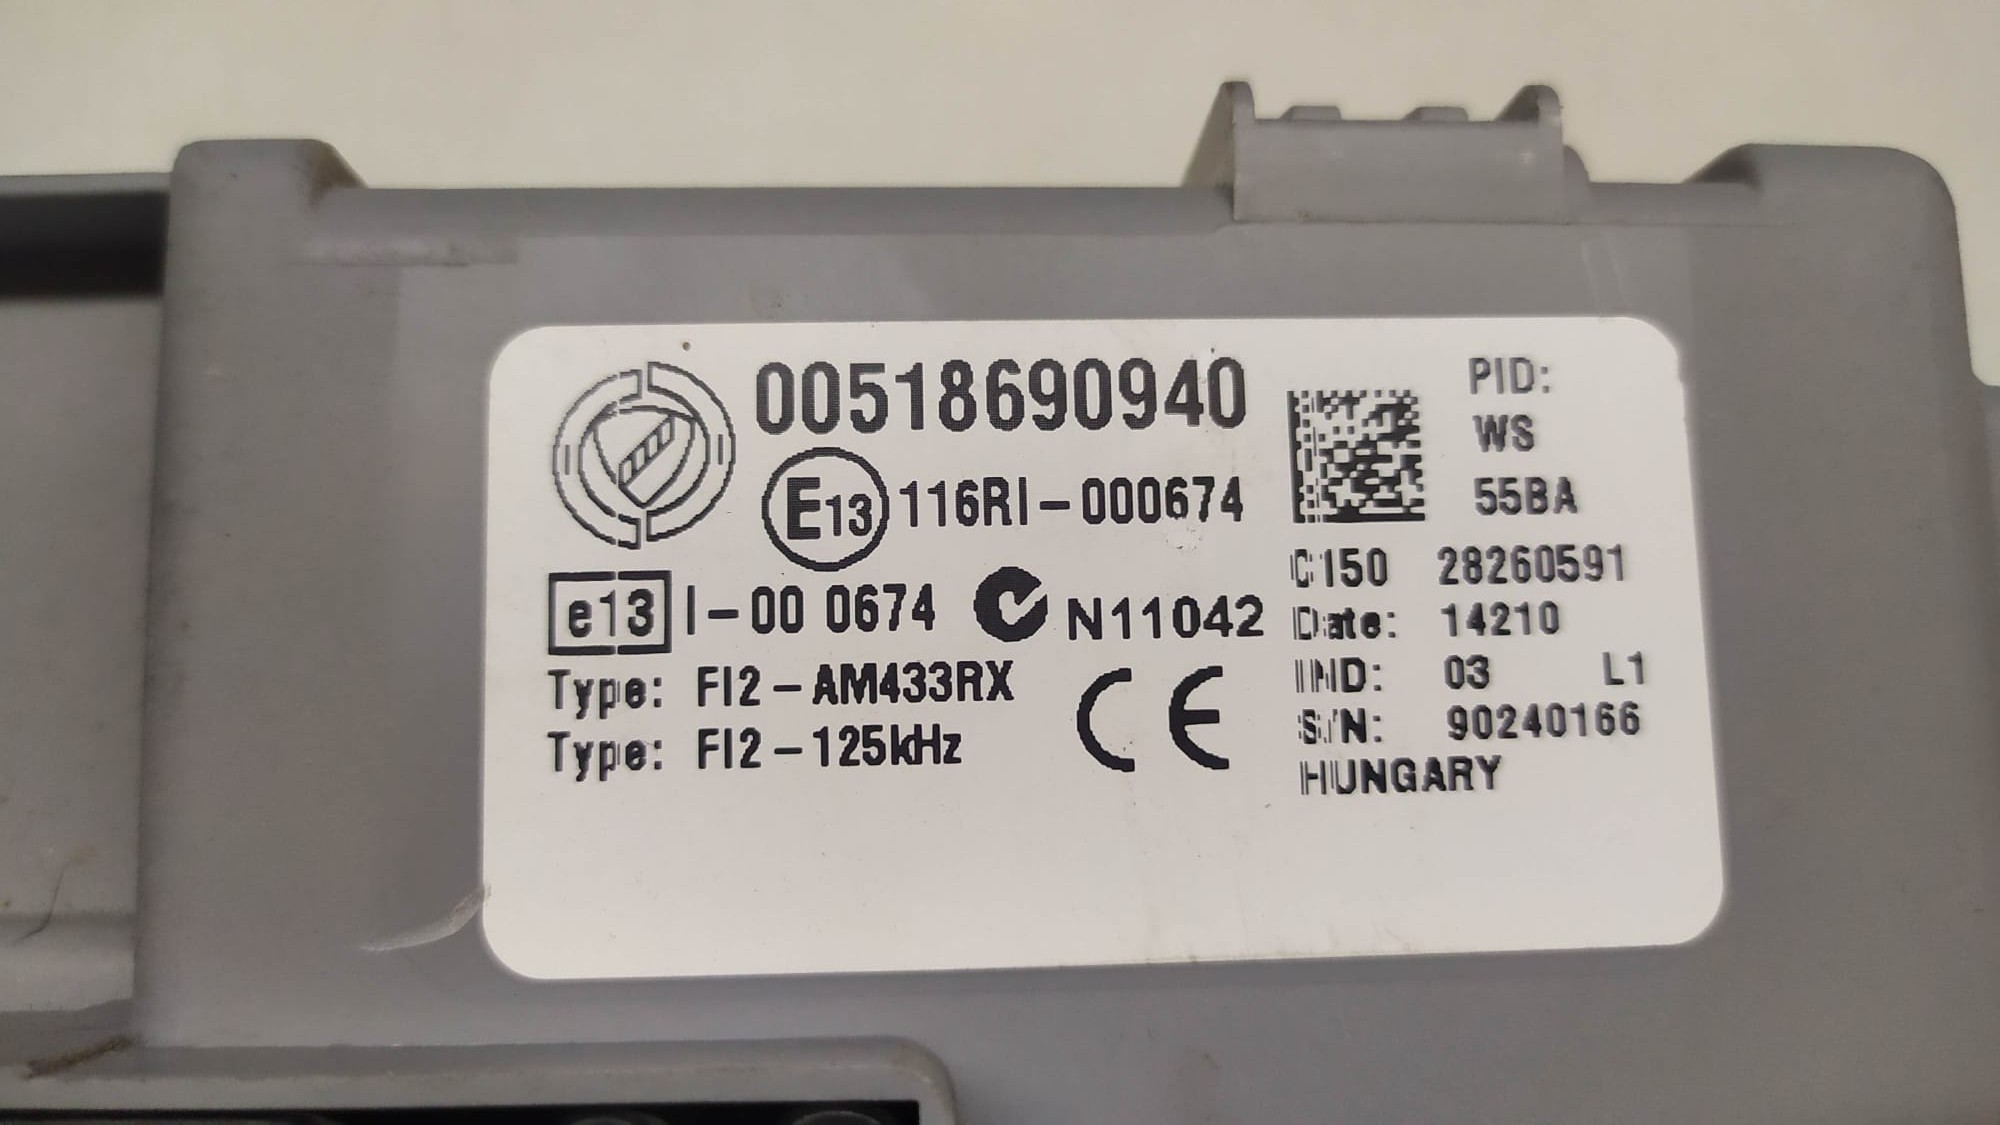 00518690940
E13 116RI-000674
e13 I-00 0674 N11042
Type: FI2-AM433RX
Type: FI2-125kHz
CE
PID:
WS
55BA
C150 28260591
Date: 14210
IND: 03 L1
S/N: 90240166
HUNGARY